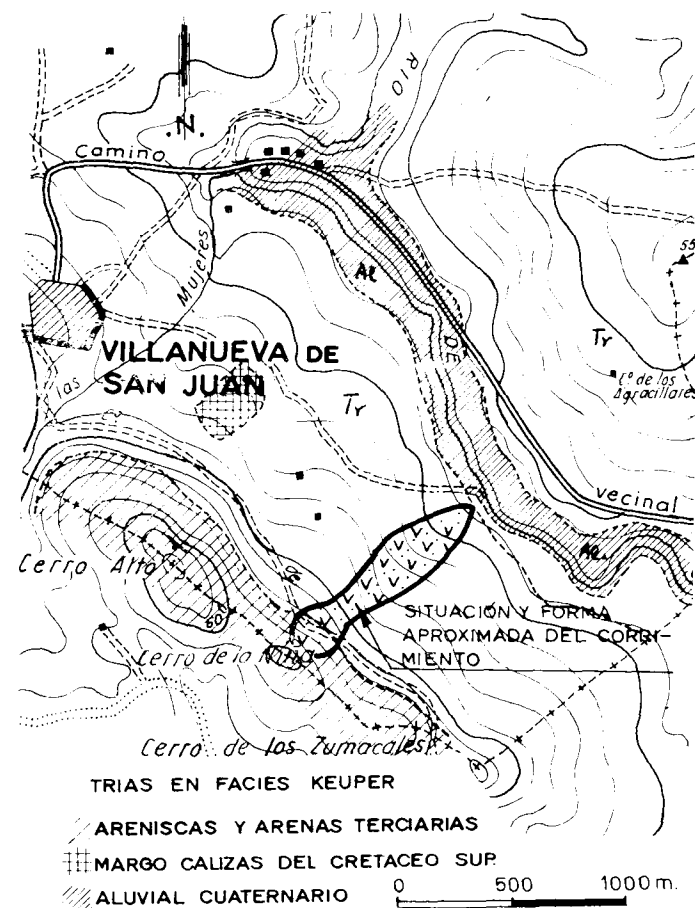 .N.
RIO
Camino
Mujeres
Al
DE
VILLANUEVA DE
SAN JUAN
las
Tr
Tr
55
Cº de los
Agracillares
vecinal
Al
Cerro Alto
SITUACIÓN Y FORMA
APROXIMADA DEL CORRI-
MIENTO
Cerro de la
Cerro de los Zumacales
TRIAS EN FACIES KEUPER
ARENISCAS Y ARENAS TERCIARIAS
MARGO CALIZAS DEL CRETACEO SUP.
ALUVIAL CUATERNARIO
0 500 1000 m.